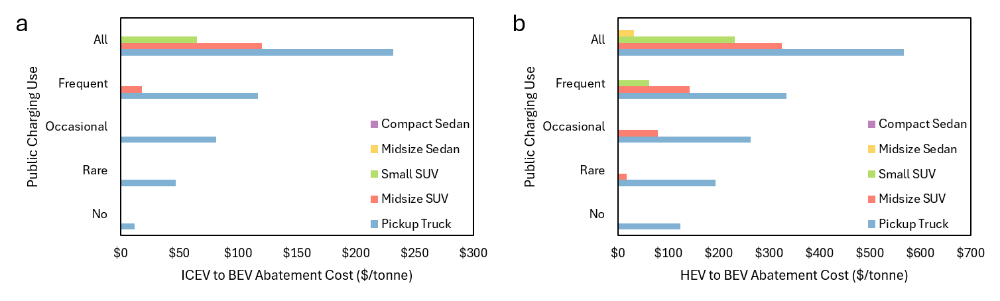 a
Public Charging Use
All
Frequent
Occasional
Rare
No
Compact Sedan
Midsize Sedan
Small SUV
Midsize SUV
Pickup Truck
$0 $50 $100 $150 $200 $250 $300
ICEV to BEV Abatement Cost ($/tonne)
b
Public Charging Use
All
Frequent
Occasional
Rare
No
Compact Sedan
Midsize Sedan
Small SUV
Midsize SUV
Pickup Truck
$0 $100 $200 $300 $400 $500 $600 $700
HEV to BEV Abatement Cost ($/tonne)